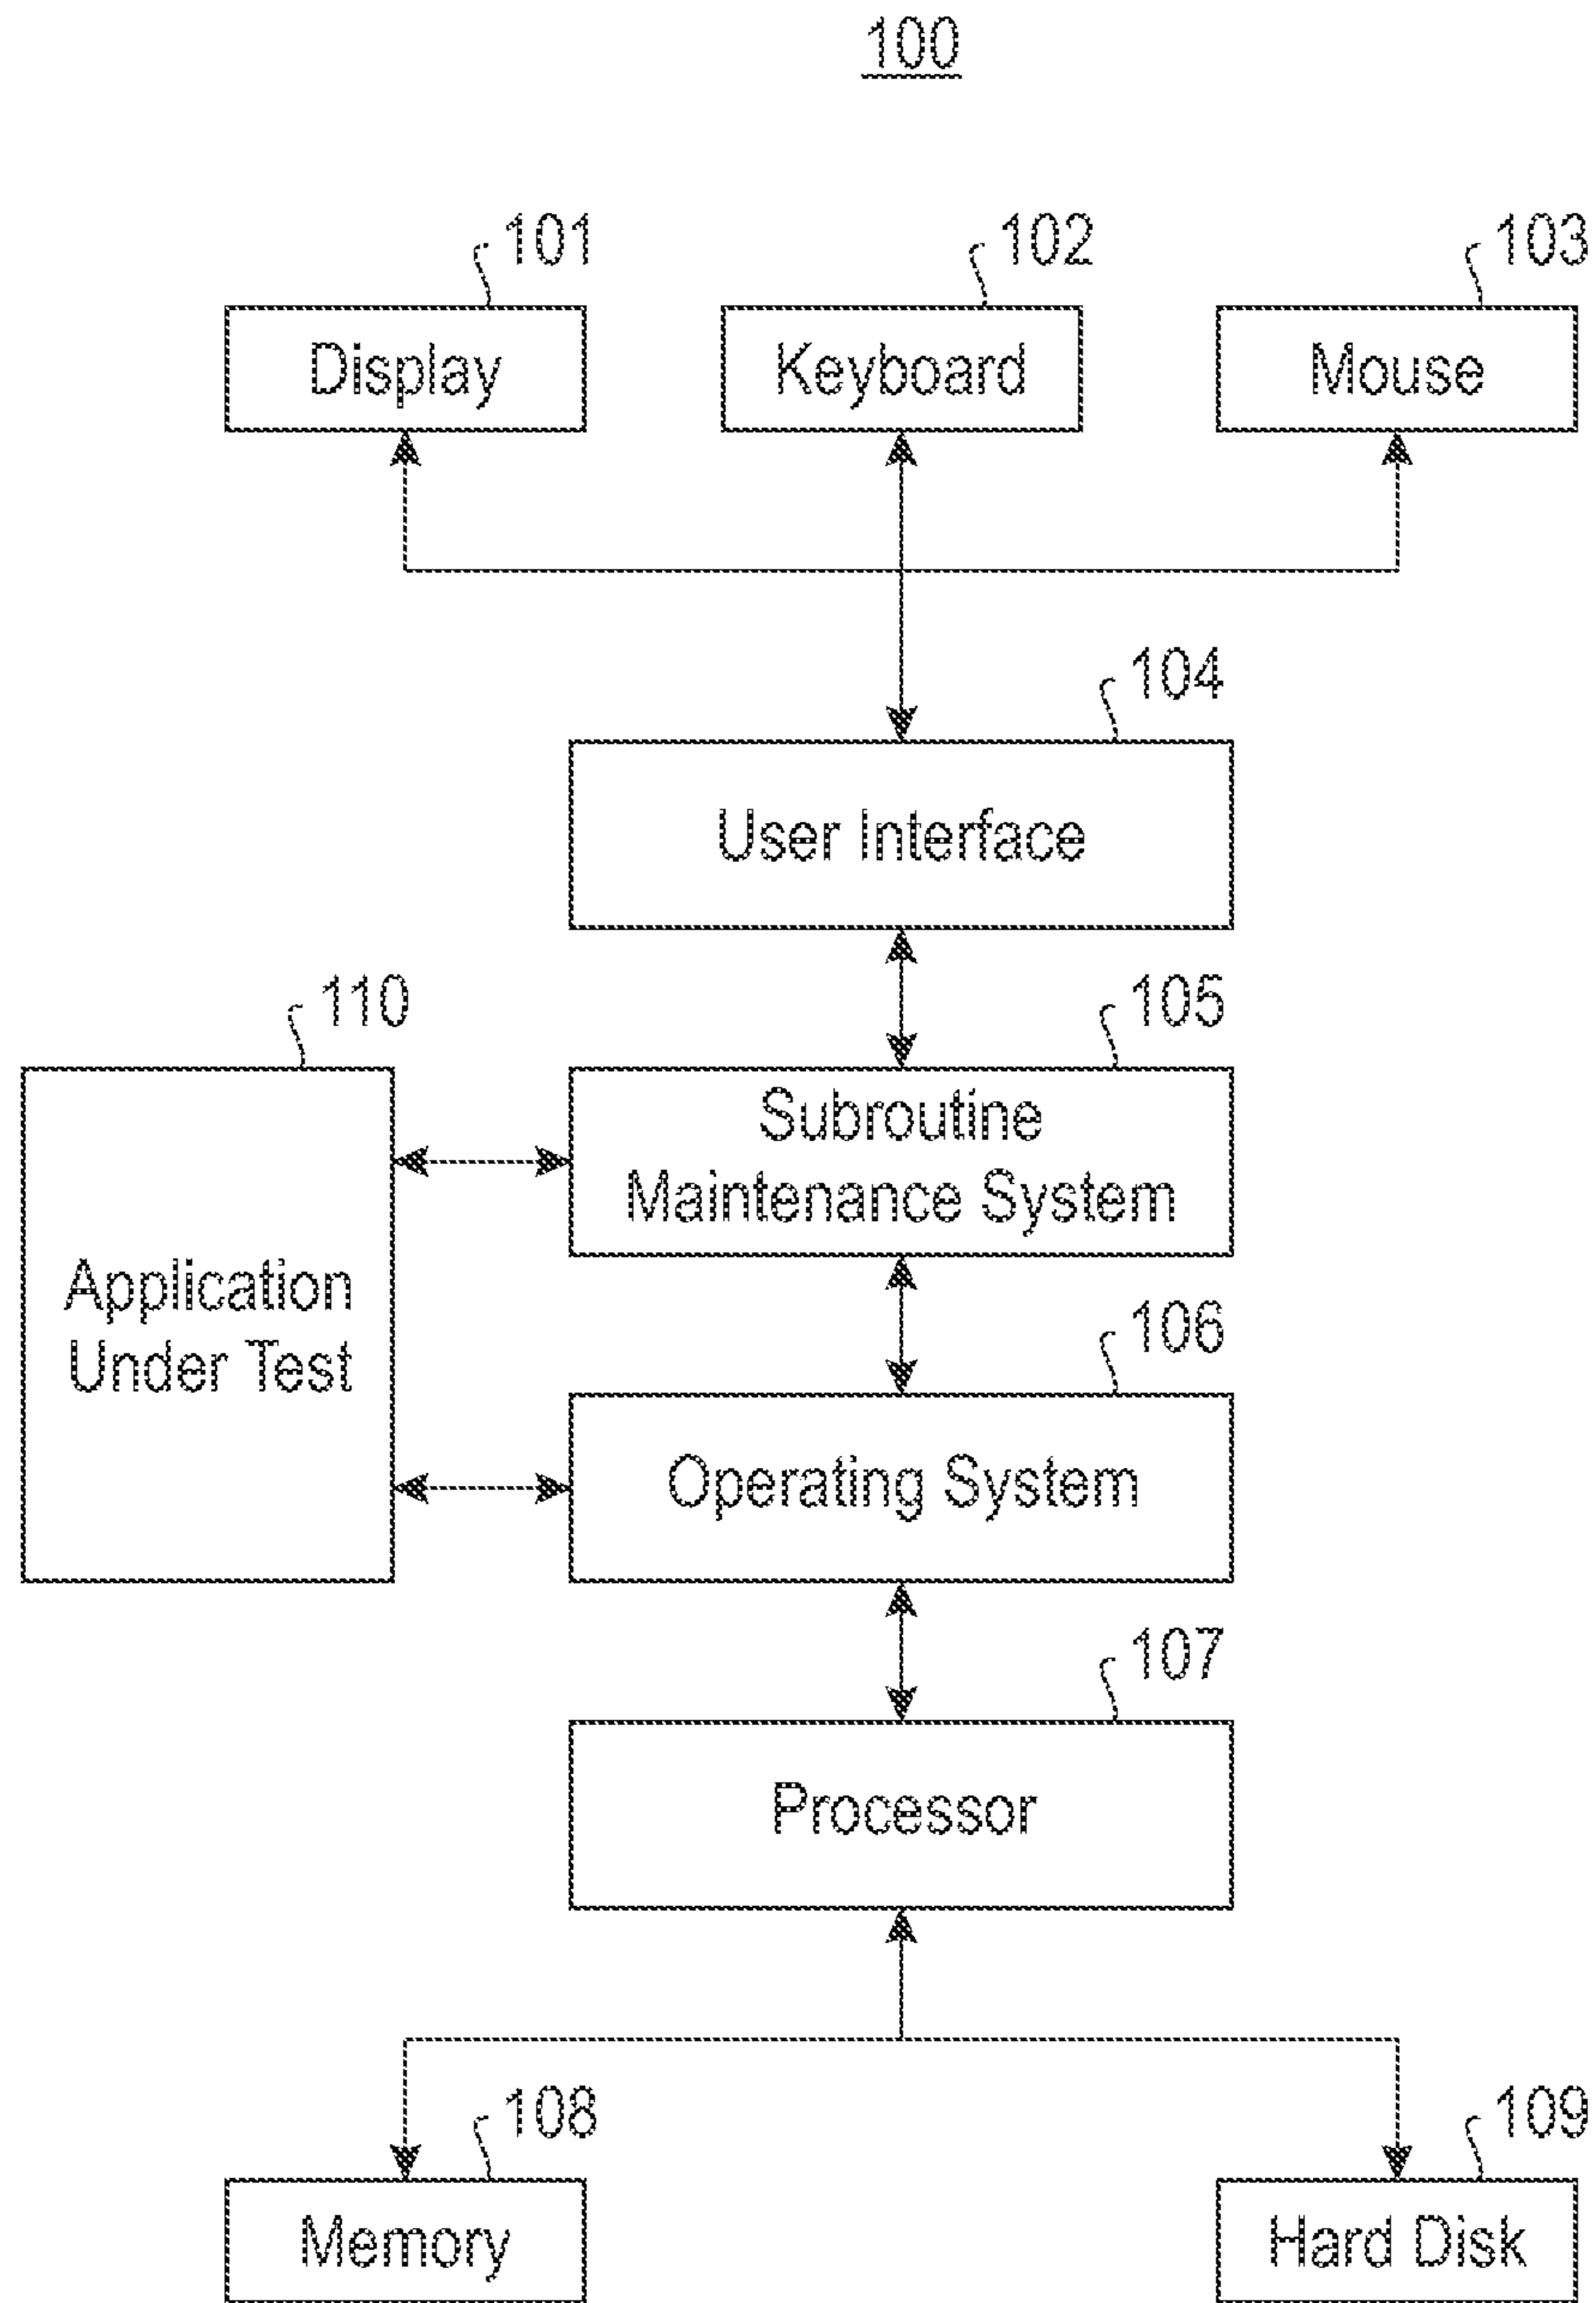 100
101
102
103
Display
Keyboard
Mouse
104
User Interface
110
105
Subroutine
Maintenance System
Application
Under Test
106
Operating System
107
Processor
108
109
Memory
Hard Disk